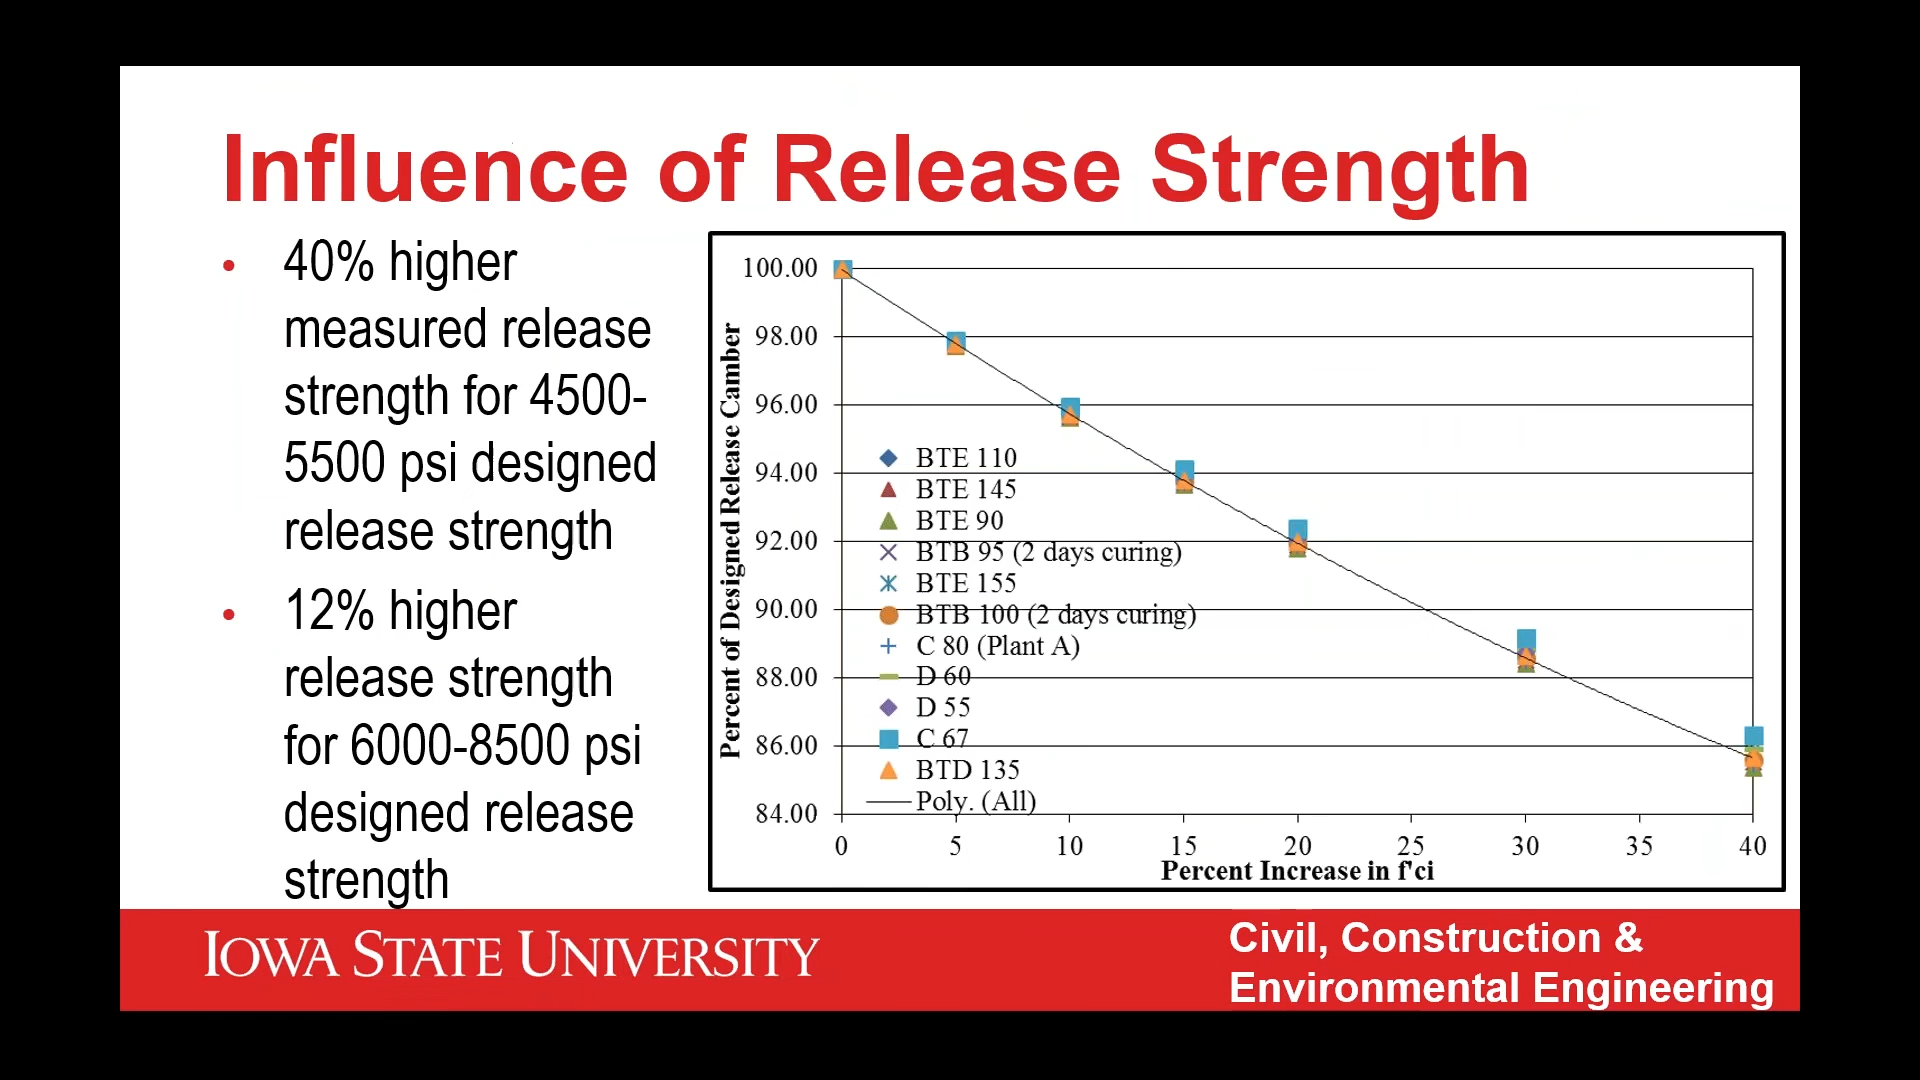 Influence of Release Strength
• 40% higher
measured release
strength for 4500-
5500 psi designed
release strength
• 12% higher
release strength
for 6000-8500 psi
designed release
strength
Percent of Designed Release Camber
100.00
98.00
96.00
94.00
92.00
90.00
88.00
86.00
84.00
BTE 110
BTE 145
BTE 90
BTB 95 (2 days curing)
BTE 155
BTB 100 (2 days curing)
C 80 (Plant A)
D 60
D 55
C 67
BTD 135
Poly. (All)
0 5 10 15 20 25 30 35 40
Percent Increase in f'ci
IOWA STATE UNIVERSITY
Civil, Construction &
Environmental Engineering